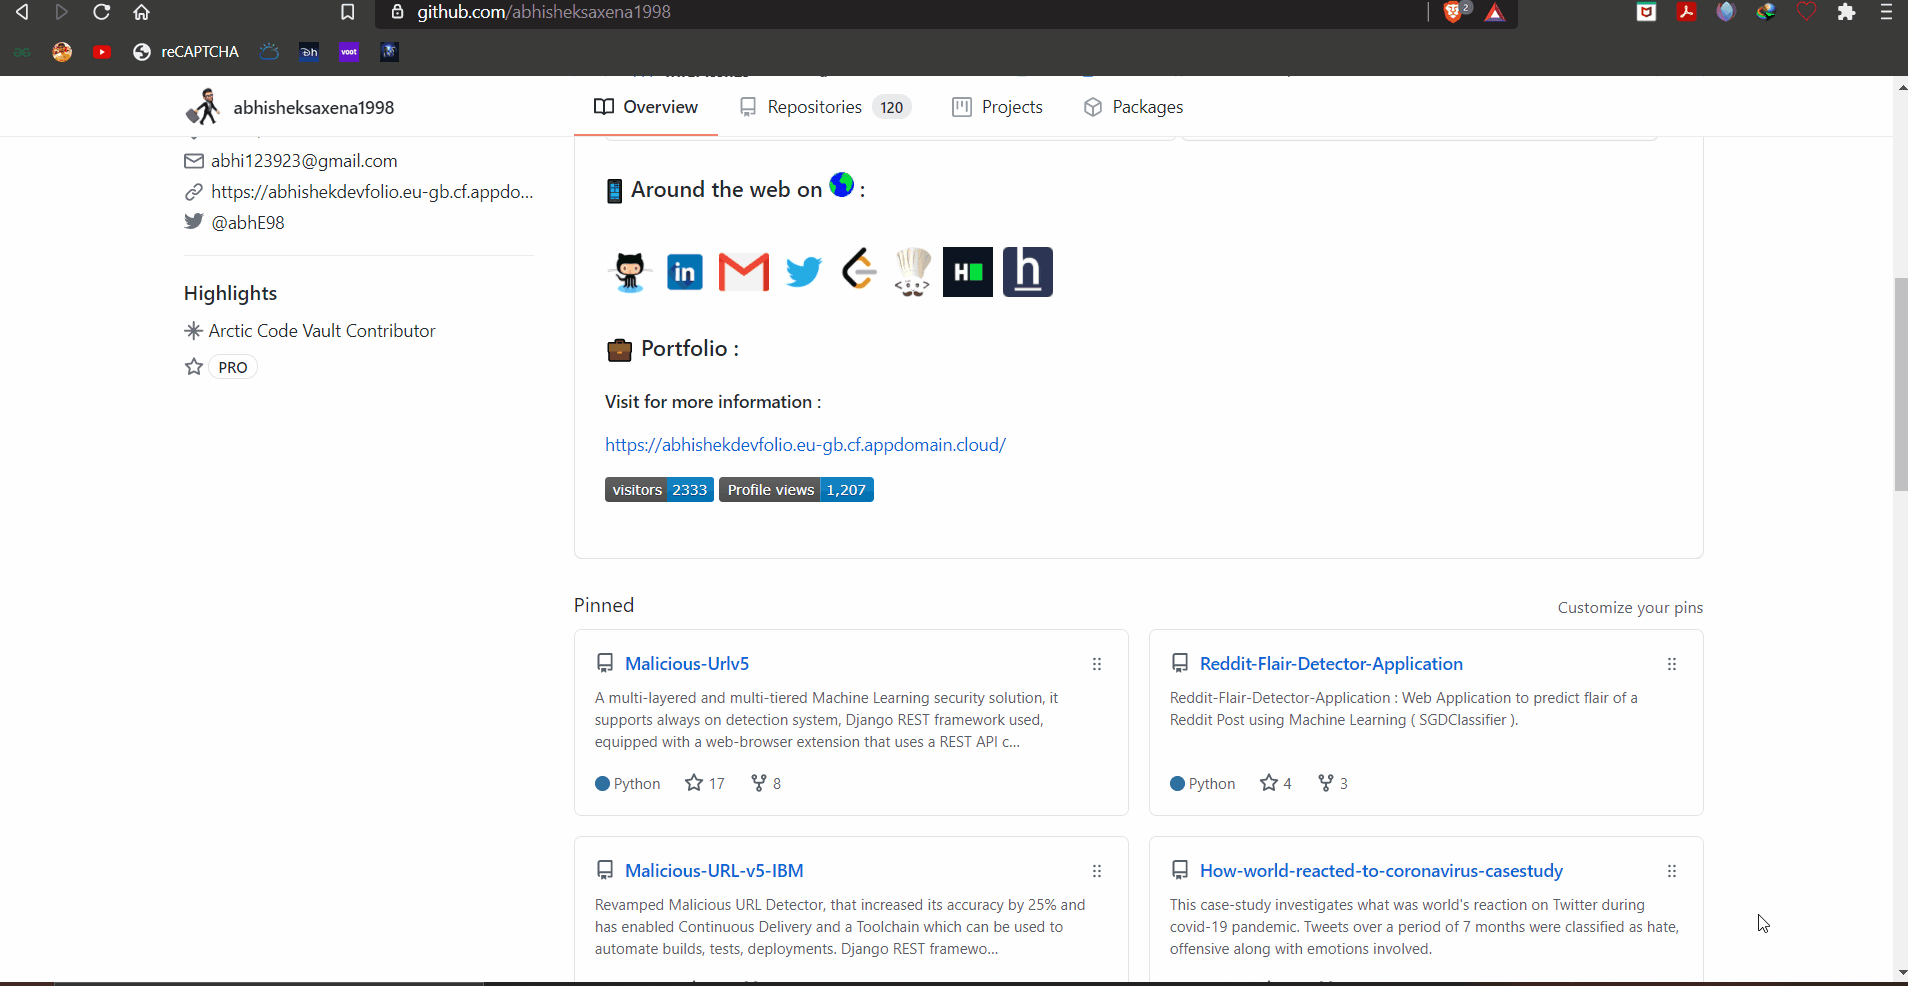 github.com/abhisheksaxena1998
2
reCAPTCHA
Dh
voot
abhisheksaxena1998
Overview
Repositories 120
Projects
Packages
abhi123923@gmail.com
https://abhishekdevfolio.eu-gb.cf.appdo...
@abhE98
Highlights
Arctic Code Vault Contributor
PRO
Around the web on :
in
H
h
Portfolio :
Visit for more information :
https://abhishekdevfolio.eu-gb.cf.appdomain.cloud/
visitors 2333 Profile views 1,207
Pinned
Customize your pins
Malicious-Urlv5
A multi-layered and multi-tiered Machine Learning security solution, it
supports always on detection system, Django REST framework used,
equipped with a web-browser extension that uses a REST API c...
Python 17 8
Reddit-Flair-Detector-Application
Reddit-Flair-Detector-Application : Web Application to predict flair of a
Reddit Post using Machine Learning ( SGDClassifier ).
Python 4 3
Malicious-URL-v5-IBM
Revamped Malicious URL Detector, that increased its accuracy by 25% and
has enabled Continuous Delivery and a Toolchain which can be used to
automate builds, tests, deployments. Django REST framewo...
How-world-reacted-to-coronavirus-casestudy
This case-study investigates what was world's reaction on Twitter during
covid-19 pandemic. Tweets over a period of 7 months were classified as hate,
offensive along with emotions involved.